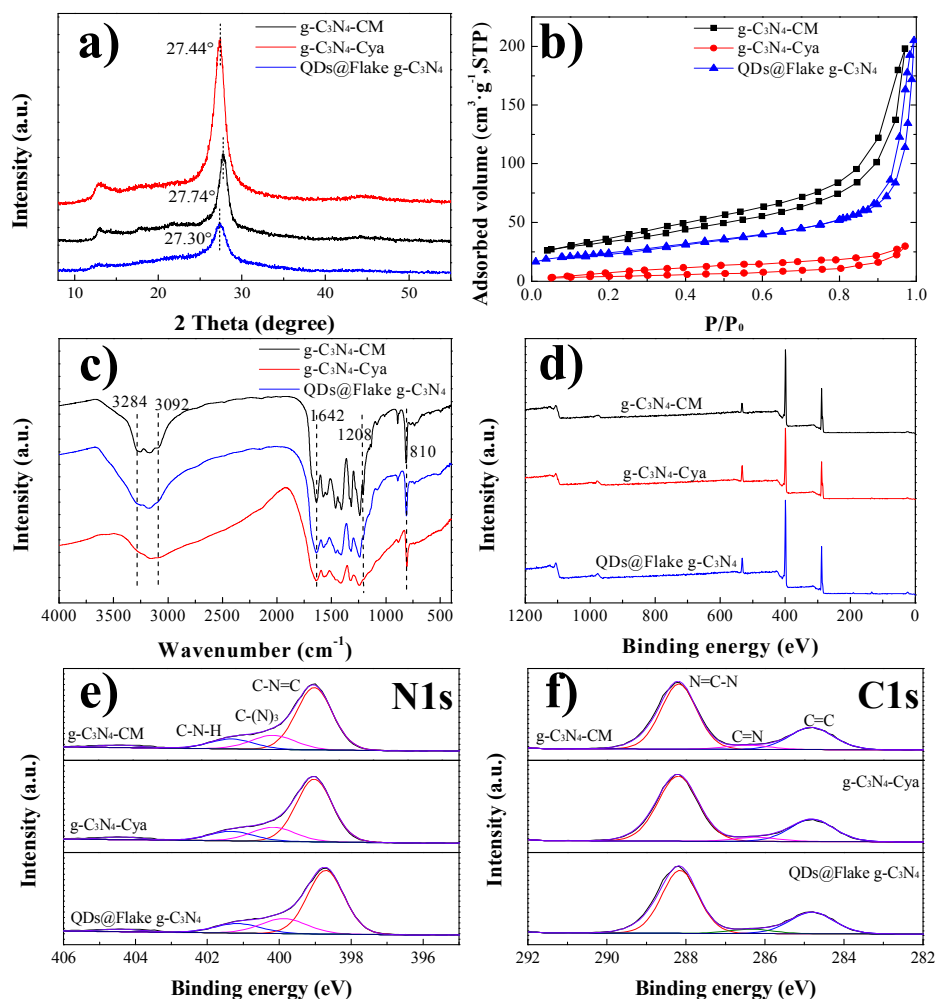 a)
g-C₃N₄-CM
g-C₃N₄-Cya
QDs@Flake g-C₃N₄
27.44°
27.74°
27.30°
Intensity (a.u.)
10 20 30 40 50
2 Theta (degree)
b)
g-C₃N₄-CM
g-C₃N₄-Cya
QDs@Flake g-C₃N₄
Adsorbed volume (cm³·g⁻¹,STP)
200
150
100
50
0
0.0 0.2 0.4 0.6 0.8 1.0
P/P₀
c)
g-C₃N₄-CM
g-C₃N₄-Cya
QDs@Flake g-C₃N₄
3284
3092
1642
1208
810
Intensity (a.u.)
4000 3500 3000 2500 2000 1500 1000 500
Wavenumber (cm⁻¹)
d)
g-C₃N₄-CM
g-C₃N₄-Cya
QDs@Flake g-C₃N₄
Intensity (a.u.)
1200 1000 800 600 400 200 0
Binding energy (eV)
e)
N1s
C-N=C
C-(N)₃
C-N-H
g-C₃N₄-CM
g-C₃N₄-Cya
QDs@Flake g-C₃N₄
Intensity (a.u.)
406 404 402 400 398 396
Binding energy (eV)
f)
C1s
N=C-N
C=N
C=C
g-C₃N₄-CM
g-C₃N₄-Cya
QDs@Flake g-C₃N₄
Intensity (a.u.)
292 290 288 286 284 282
Binding energy (eV)